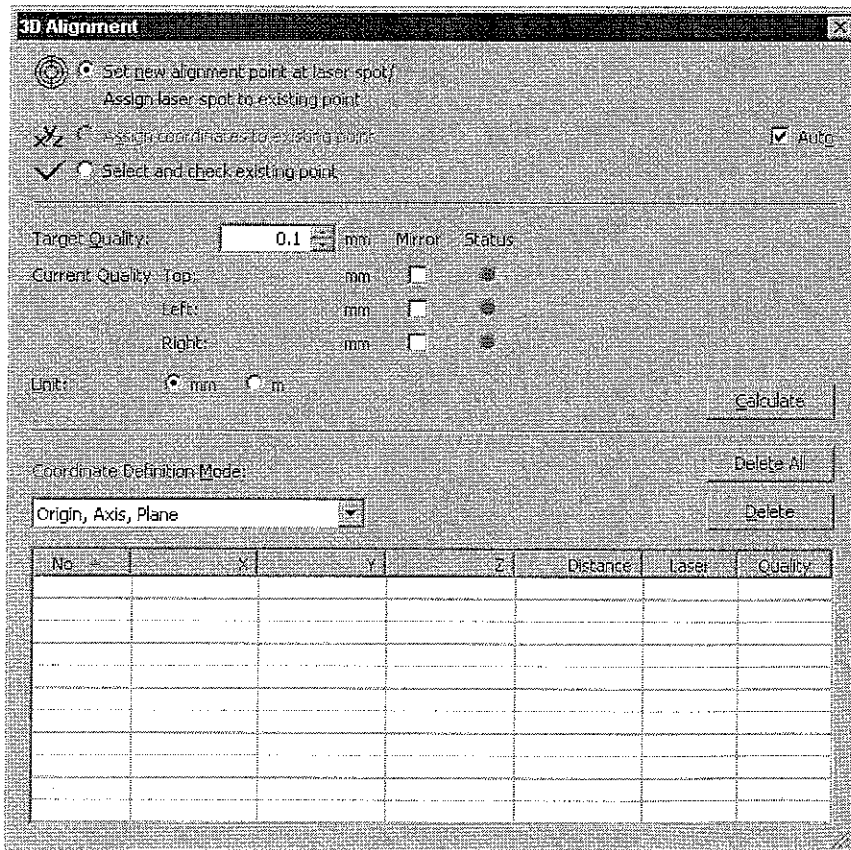 3D Alignment
Set new alignment point at laser spot/
Assign laser spot to existing point
xyz Assign coordinates to existing point
Auto
Select and check existing point
Target Quality: 0.1 mm Mirror Status
Current Quality Top: mm
Left: mm
Right: mm
Unit: mm m
Calculate
Coordinate Definition Mode:
Delete All
Origin, Axis, Plane
Delete
No X Y Z Distance Laser Quality